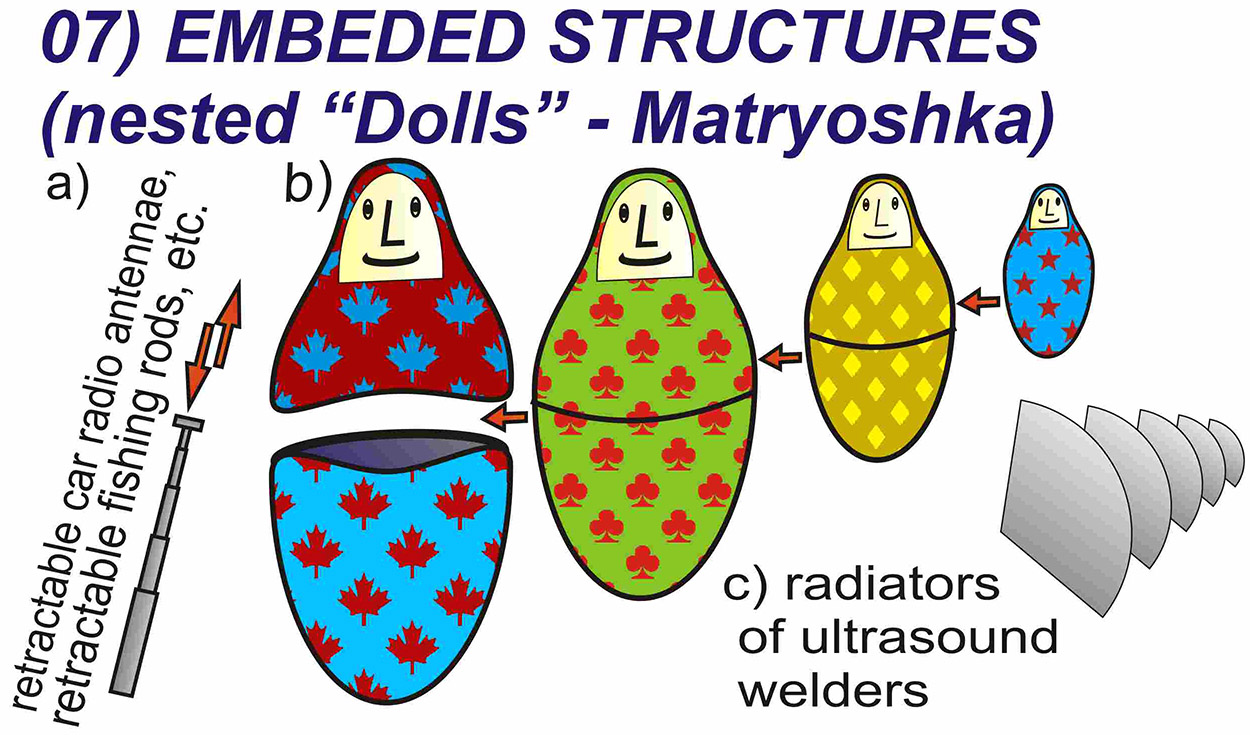 07) EMBEDED STRUCTURES
(nested “Dolls” - Matryoshka)
a)
retractable car radio antennae,
retractable fishing rods, etc.
b)
c) radiators
of ultrasound
welders